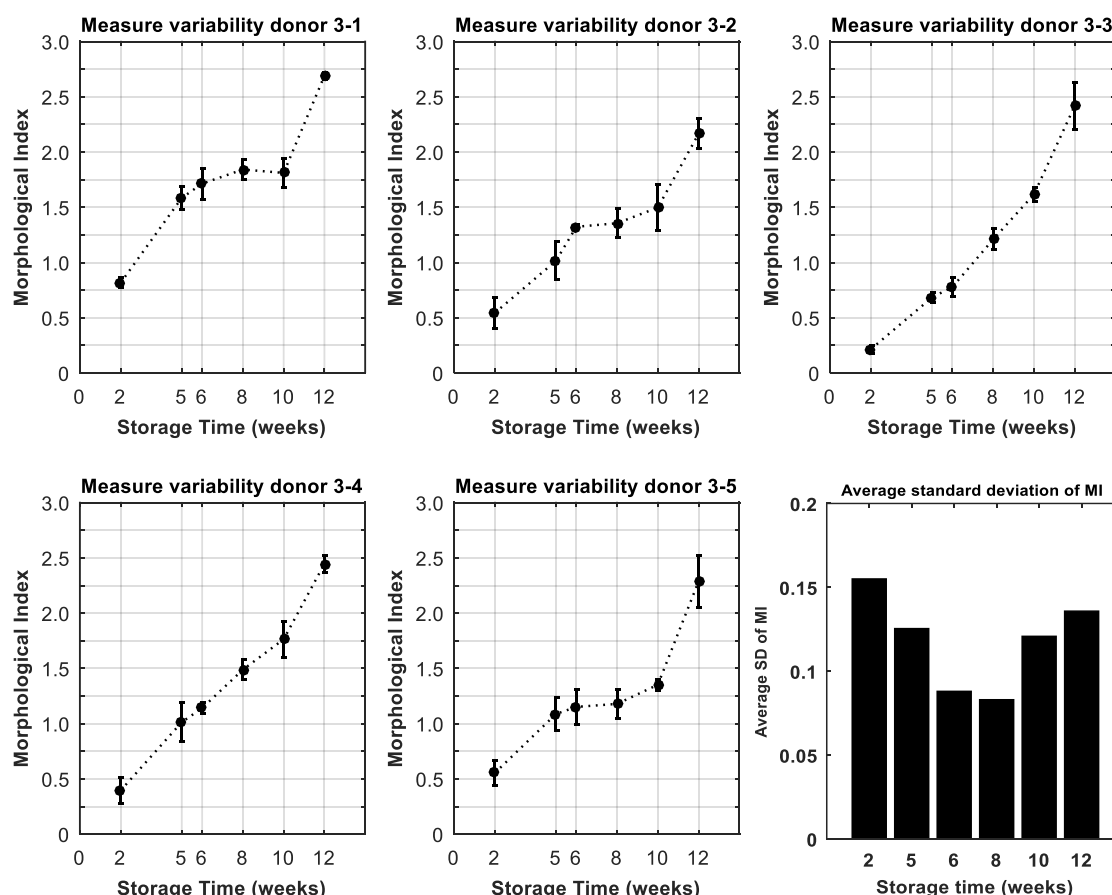 Measure variability donor 3-1
3.0
2.5
2.0
1.5
1.0
0.5
0
Morphological Index
0 2 5 6 8 10 12
Storage Time (weeks)
Measure variability donor 3-2
3.0
2.5
2.0
1.5
1.0
0.5
0
Morphological Index
0 2 5 6 8 10 12
Storage Time (weeks)
Measure variability donor 3-3
3.0
2.5
2.0
1.5
1.0
0.5
0
Morphological Index
0 2 5 6 8 10 12
Storage Time (weeks)
Measure variability donor 3-4
3.0
2.5
2.0
1.5
1.0
0.5
0
Morphological Index
0 2 5 6 8 10 12
Storage Time (weeks)
Measure variability donor 3-5
3.0
2.5
2.0
1.5
1.0
0.5
0
Morphological Index
0 2 5 6 8 10 12
Storage Time (weeks)
Average standard deviation of MI
0.2
0.15
0.1
0.05
0
Average SD of MI
2 5 6 8 10 12
Storage time (weeks)